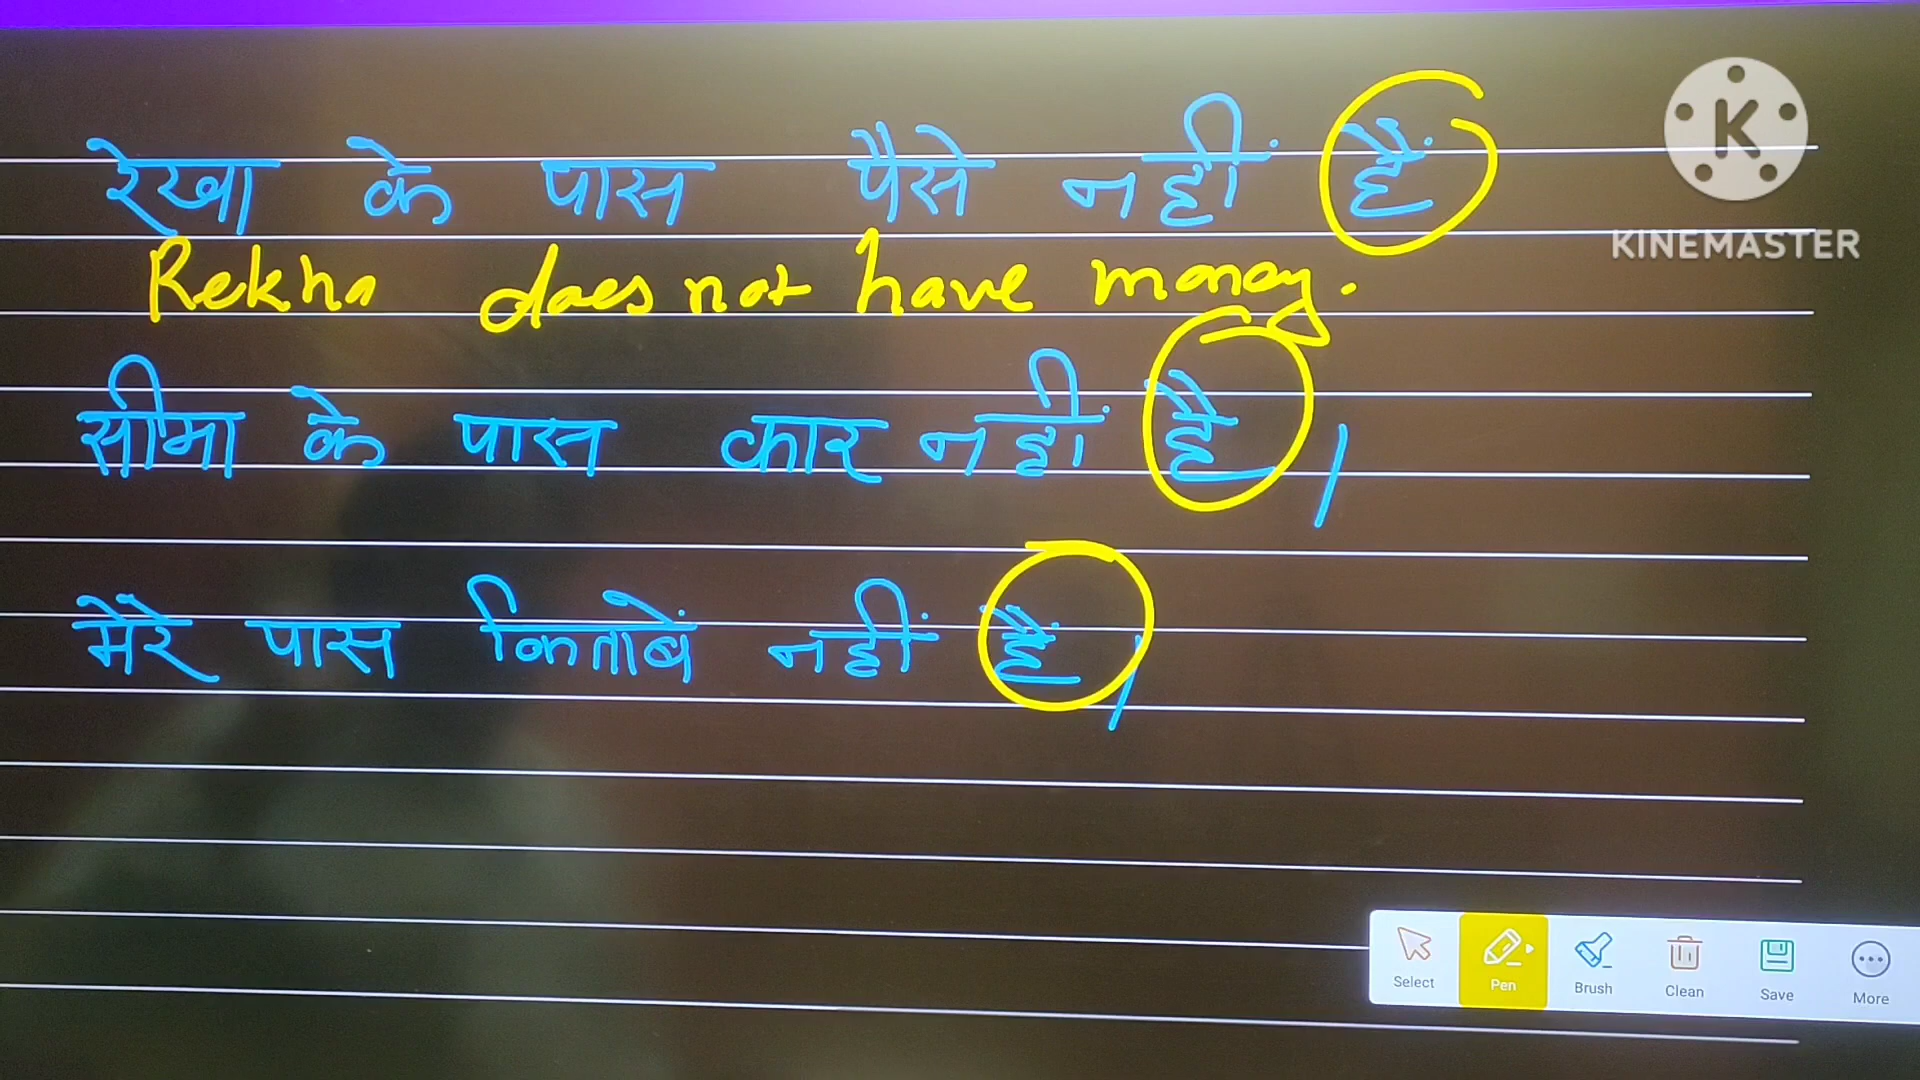 रेखा के पास पैसे नहीं हैं
Rekha does not have money.
सीमा के पास कार नहीं है।
मेरे पास किताबें नहीं हैं।
KINEMASTER
Select Pen Brush Clean Save More